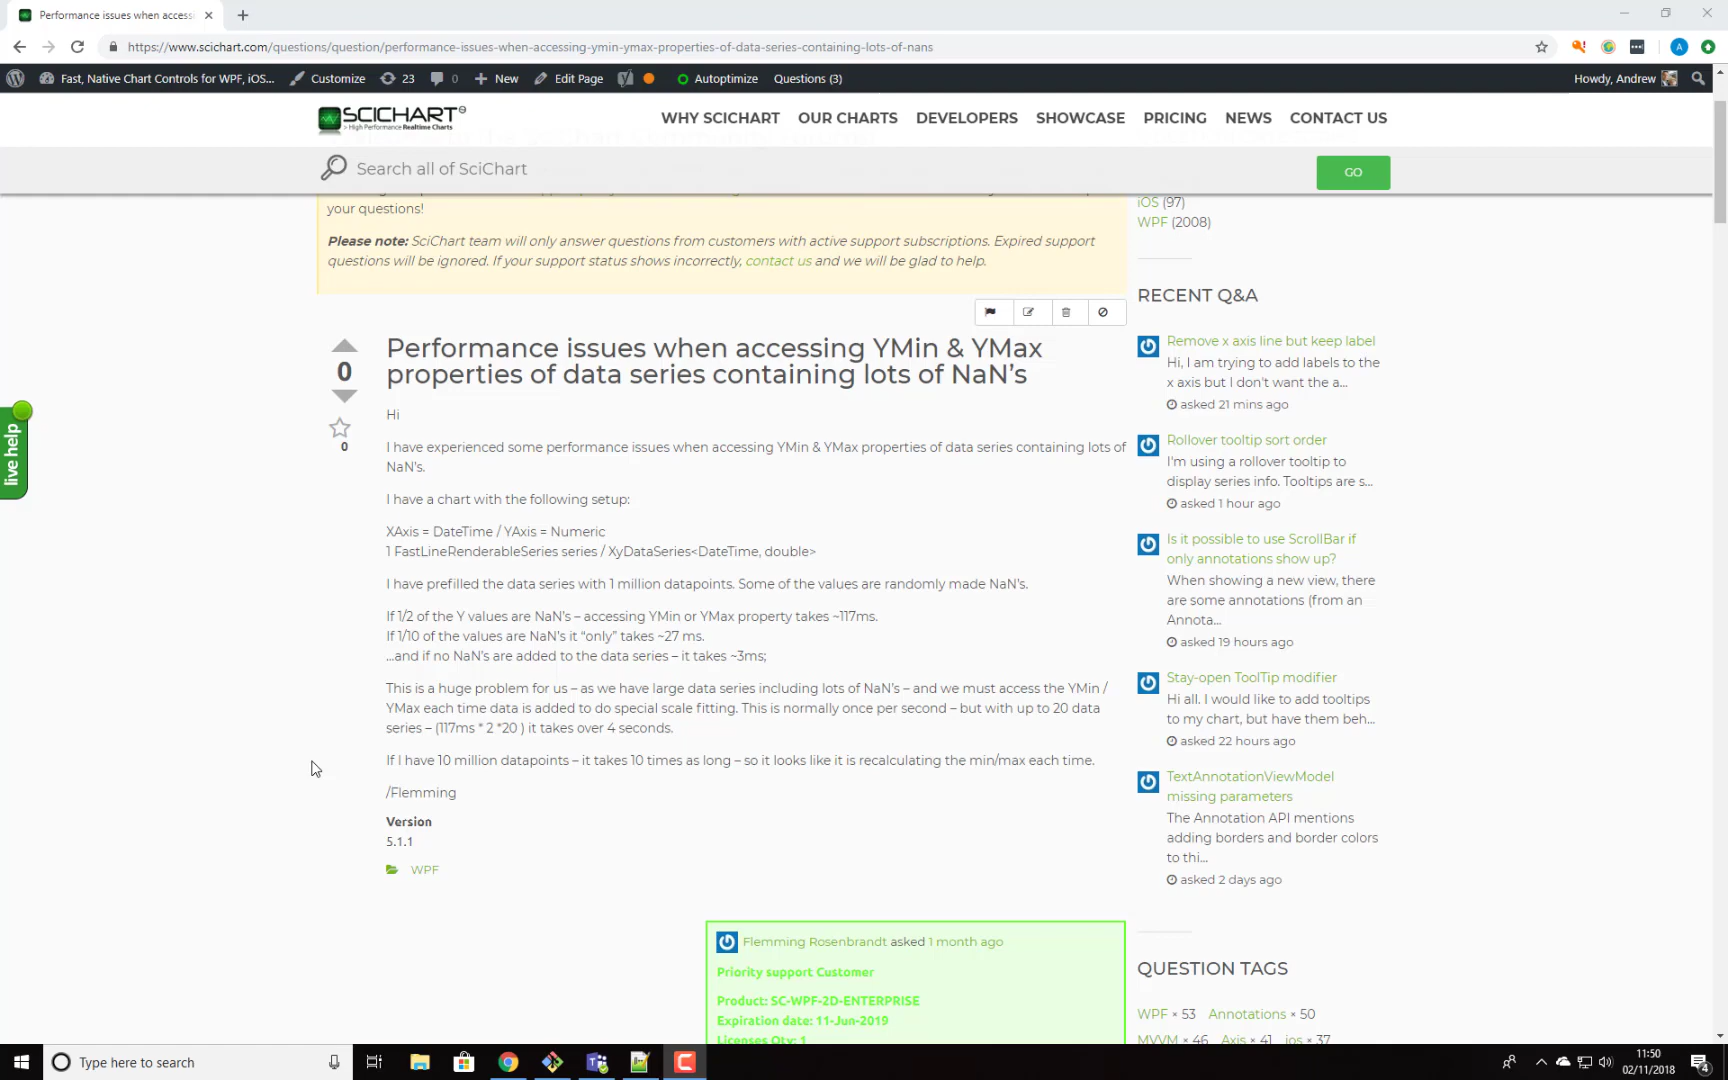 Performance issues when access
https://www.scichart.com/questions/question/performance-issues-when-accessing-ymin-ymax-properties-of-data-series-containing-lots-of-nans
A
Fast, Native Chart Controls for WPF, iOS...
Customize
23
0
New
Edit Page
Autoptimize
Questions (3)
Howdy, Andrew
SCICHART
> High Performance Realtime Charts
WHY SCICHART
OUR CHARTS
DEVELOPERS
SHOWCASE
PRICING
NEWS
CONTACT US
Search all of SciChart
GO
your questions!
Please note: SciChart team will only answer questions from customers with active support subscriptions. Expired support
questions will be ignored. If your support status shows incorrectly, contact us and we will be glad to help.
live help
0
0
Performance issues when accessing YMin & YMax
properties of data series containing lots of NaN’s
Hi
I have experienced some performance issues when accessing YMin & YMax properties of data series containing lots of
NaN’s.
I have a chart with the following setup:
XAxis = DateTime / YAxis = Numeric
1 FastLineRenderableSeries series / XyDataSeries<DateTime, double>
I have prefilled the data series with 1 million datapoints. Some of the values are randomly made NaN’s.
If 1/2 of the Y values are NaN’s – accessing YMin or YMax property takes ~117ms.
If 1/10 of the values are NaN’s it “only” takes ~27 ms.
…and if no NaN’s are added to the data series – it takes ~3ms;
This is a huge problem for us – as we have large data series including lots of NaN’s – and we must access the YMin /
YMax each time data is added to do special scale fitting. This is normally once per second – but with up to 20 data
series – (117ms * 2 *20 ) it takes over 4 seconds.
If I have 10 million datapoints – it takes 10 times as long – so it looks like it is recalculating the min/max each time.
/Flemming
Version
5.1.1
WPF
Flemming Rosenbrandt asked 1 month ago
Priority support Customer
Product: SC-WPF-2D-ENTERPRISE
Expiration date: 11-Jun-2019
Licenses Qty: 1
iOS (97)
WPF (2008)
RECENT Q&A
Remove x axis line but keep label
Hi, I am trying to add labels to the
x axis but I don't want the a...
asked 21 mins ago
Rollover tooltip sort order
I'm using a rollover tooltip to
display series info. Tooltips are s...
asked 1 hour ago
Is it possible to use ScrollBar if
only annotations show up?
When showing a new view, there
are some annotations (from an
Annota...
asked 19 hours ago
Stay-open ToolTip modifier
Hi all. I would like to add tooltips
to my chart, but have them beh...
asked 22 hours ago
TextAnnotationViewModel
missing parameters
The Annotation API mentions
adding borders and border colors
to thi...
asked 2 days ago
QUESTION TAGS
WPF × 53 Annotations × 50
MVVM × 46 Axis × 41 ios × 37
Type here to search
11:50
02/11/2018
4